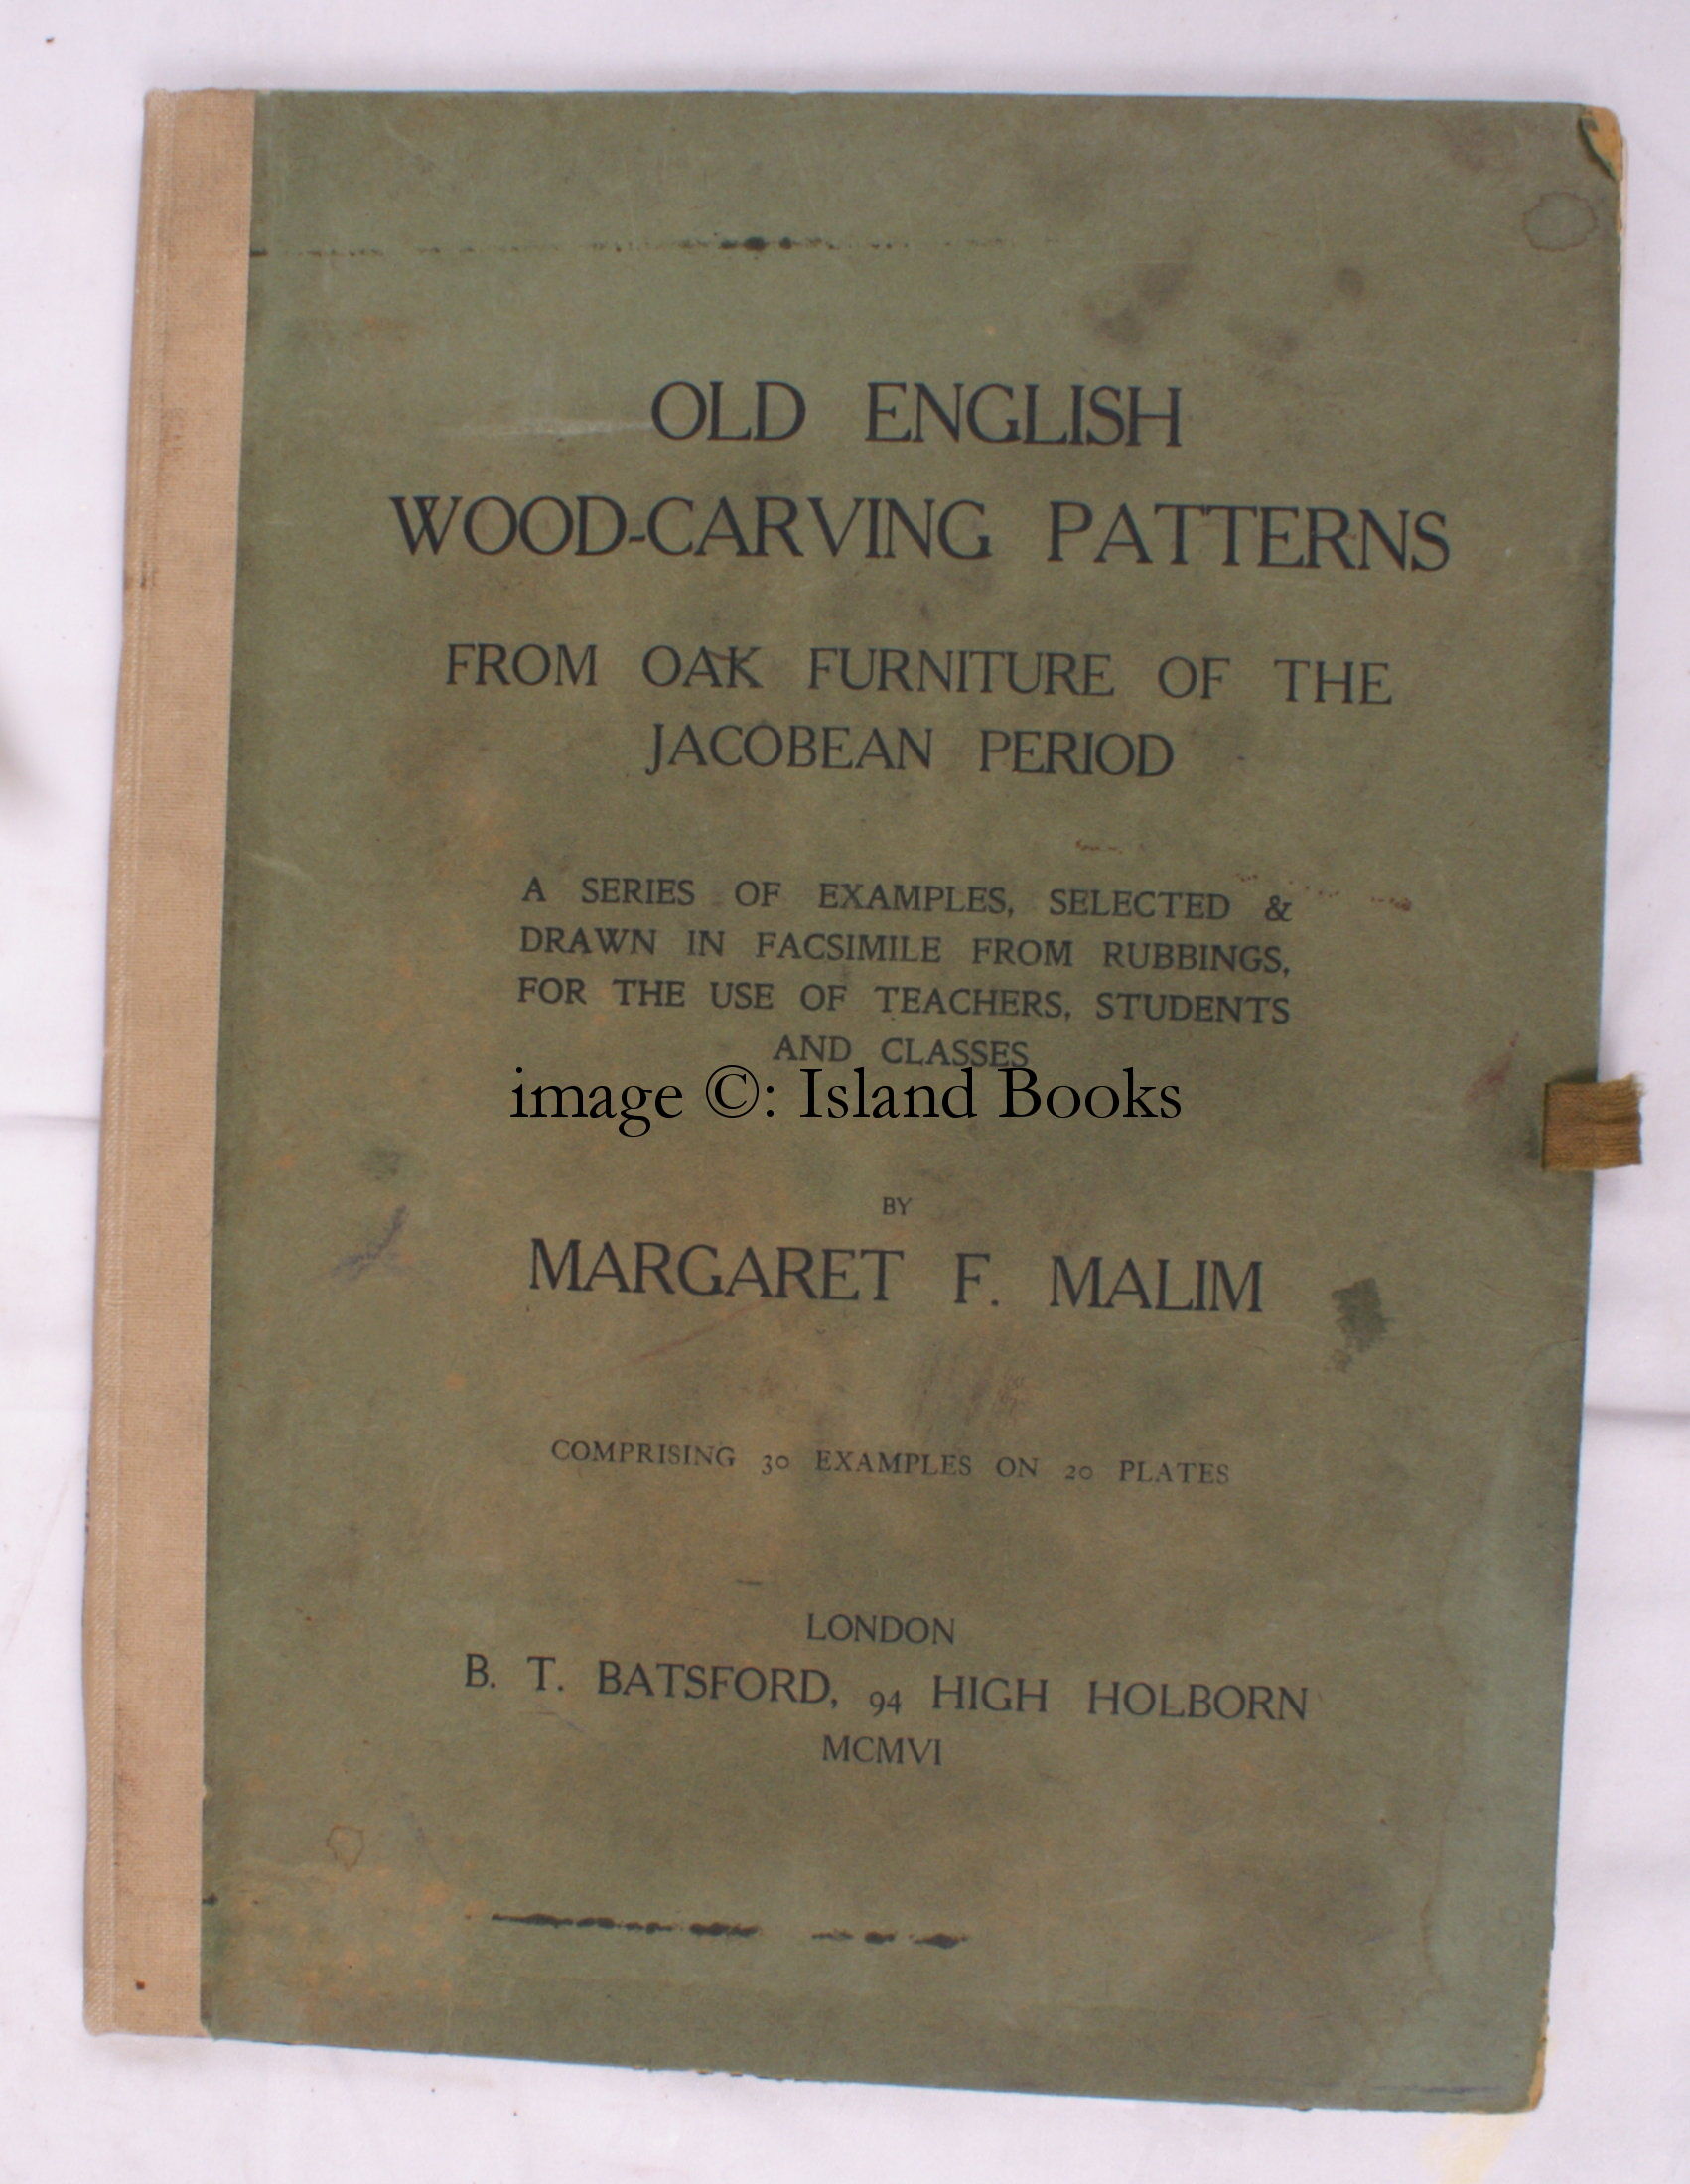 OLD ENGLISH
WOOD-CARVING PATTERNS
FROM OAK FURNITURE OF THE
JACOBEAN PERIOD
A SERIES OF EXAMPLES, SELECTED &
DRAWN IN FACSIMILE FROM RUBBINGS,
FOR THE USE OF TEACHERS, STUDENTS
AND CLASSES
image ©: Island Books
BY
MARGARET F. MALIM
COMPRISING 30 EXAMPLES ON 20 PLATES
LONDON
B. T. BATSFORD, 94 HIGH HOLBORN
MCMVI